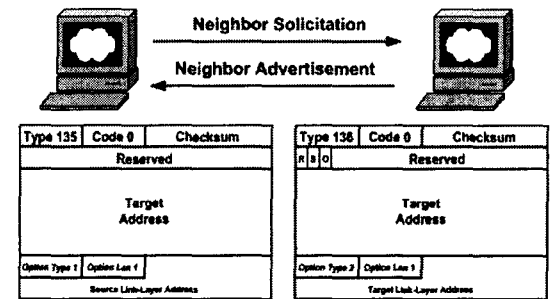 Neighbor Solicitation
Neighbor Advertisement
Type 135 Code 0 Checksum
Reserved
Target
Address
Option Type 1 Option Len 1
Source Link-Layer Address
Type 136 Code 0 Checksum
R S O Reserved
Target
Address
Option Type 2 Option Len 1
Target Link-Layer Address